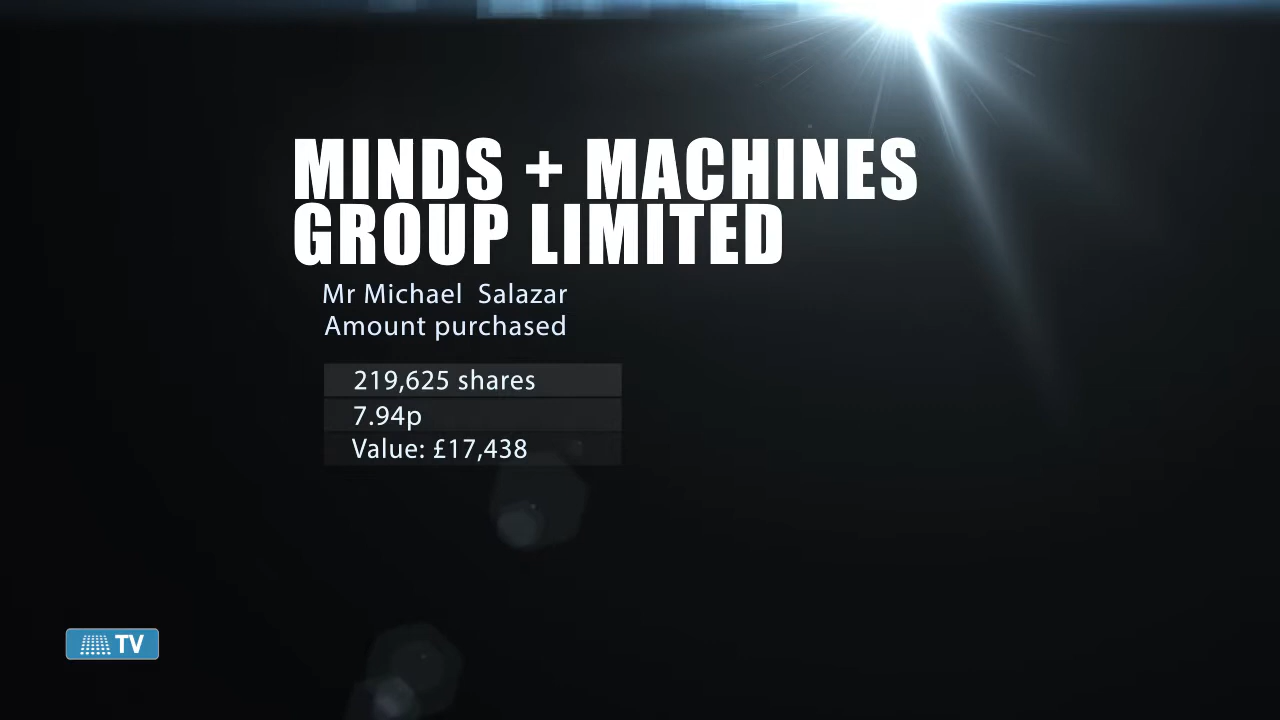 MINDS + MACHINES
GROUP LIMITED
Mr Michael Salazar
Amount purchased
219,625 shares
7.94p
Value: £17,438
TV